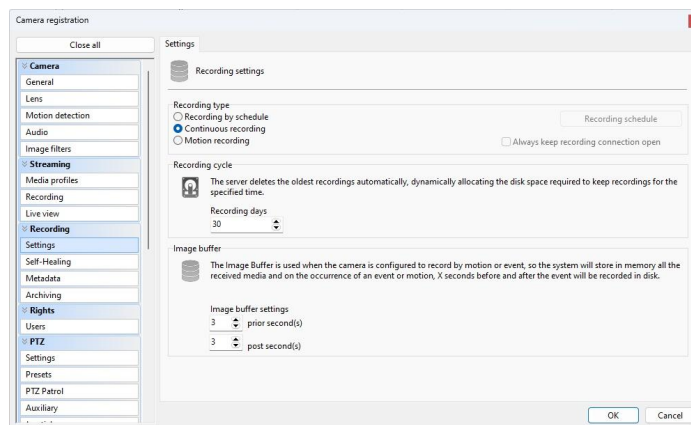 Camera registration
Close all
Camera
General
Lens
Motion detection
Audio
Image filters
Streaming
Media profiles
Recording
Live view
Recording
Settings
Self-Healing
Metadata
Archiving
Rights
Users
PTZ
Settings
Presets
PTZ Patrol
Auxiliary
Settings
Recording settings
Recording type
Recording by schedule
Continuous recording
Motion recording
Recording schedule
Always keep recording connection open
Recording cycle
The server deletes the oldest recordings automatically, dynamically allocating the disk space required to keep recordings for the
specified time.
Recording days
30
Image buffer
The Image Buffer is used when the camera is configured to record by motion or event, so the system will store in memory all the
received media and on the occurrence of an event or motion, X seconds before and after the event will be recorded in disk.
Image buffer settings
3 prior second(s)
3 post second(s)
OK Cancel